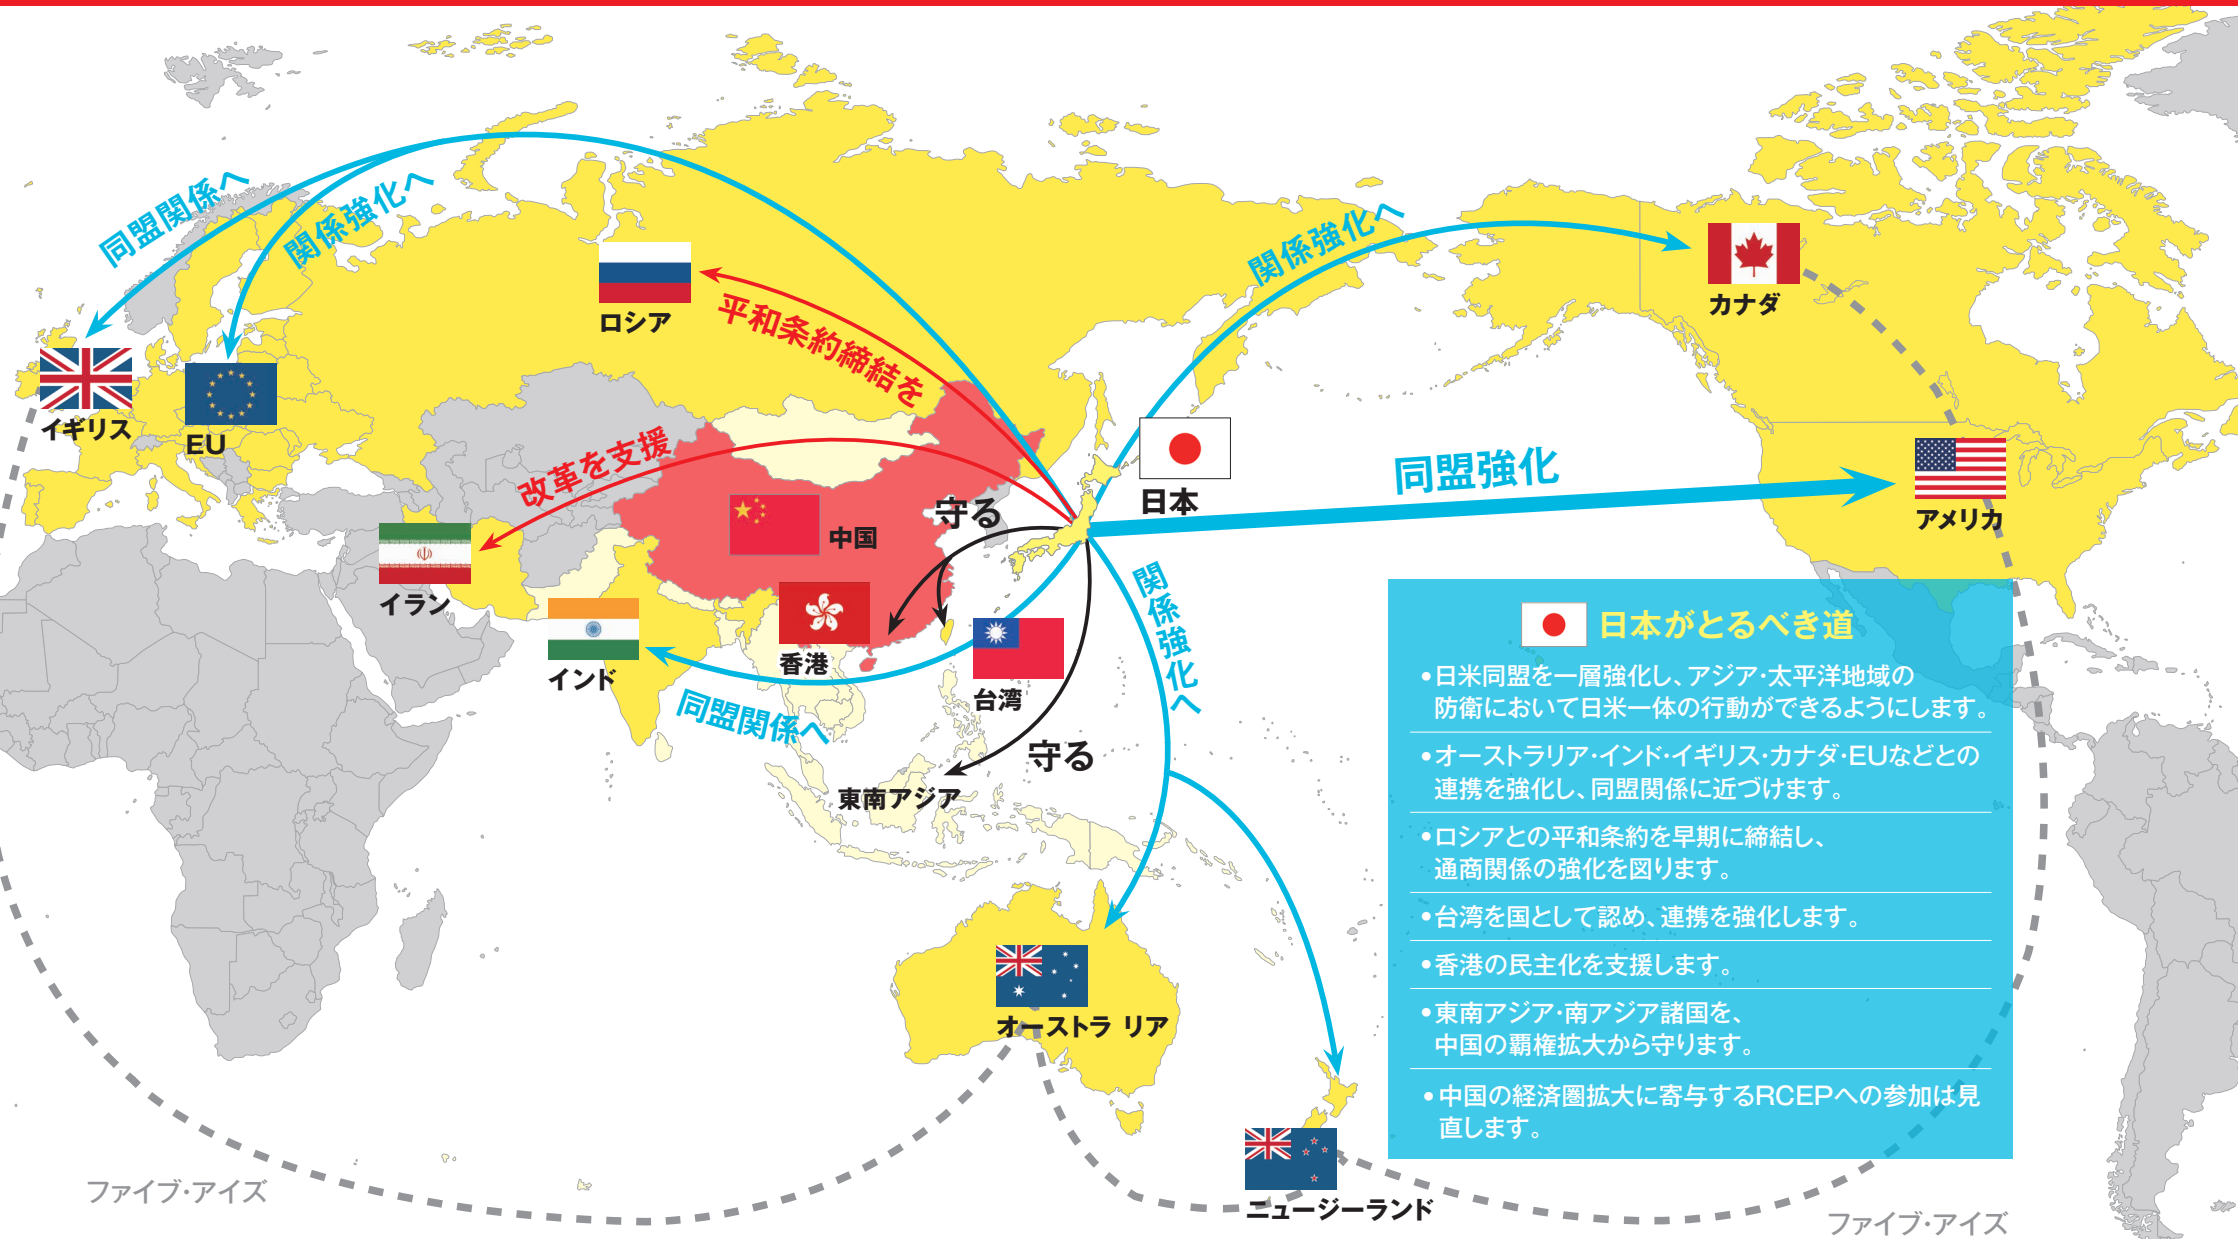 同盟関係へ
関係強化へ
ロシア
平和条約締結を
関係強化へ
カナダ
イギリス
EU
改革を支援
守る
中国
日本
同盟強化
アメリカ
イラン
インド
香港
台湾
同盟関係へ
関係強化へ
守る
東南アジア
オーストラ リア
ニュージーランド
ファイブ・アイズ
ファイブ・アイズ
日本がとるべき道
•日米同盟を一層強化し、アジア・太平洋地域の
防衛において日米一体の行動ができるようにします。
•オーストラリア・インド・イギリス・カナダ・EUなどとの
連携を強化し、同盟関係に近づけます。
•ロシアとの平和条約を早期に締結し、
通商関係の強化を図ります。
•台湾を国として認め、連携を強化します。
•香港の民主化を支援します。
•東南アジア・南アジア諸国を、
中国の覇権拡大から守ります。
•中国の経済圏拡大に寄与するRCEPへの参加は見
直します。